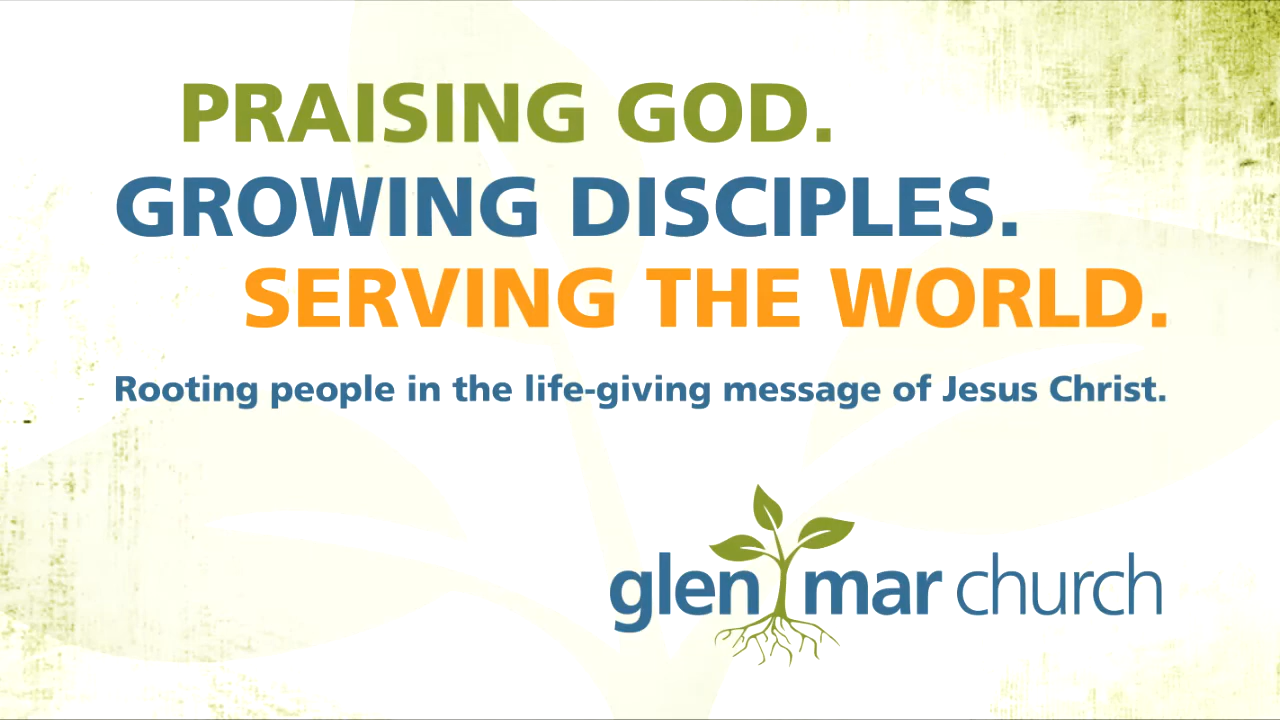 PRAISING GOD.
GROWING DISCIPLES.
SERVING THE WORLD.
Rooting people in the life-giving message of Jesus Christ.
glen mar church